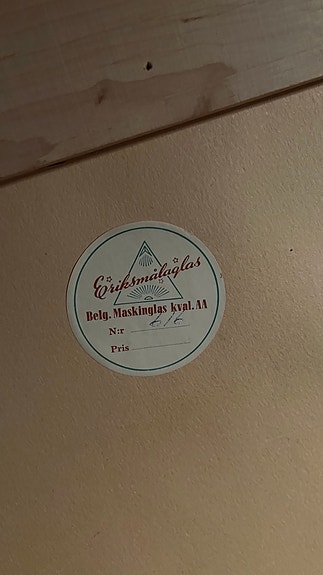 Eriksmålaglas
Belg. Maskinglas kval. AA
N:r
Pris